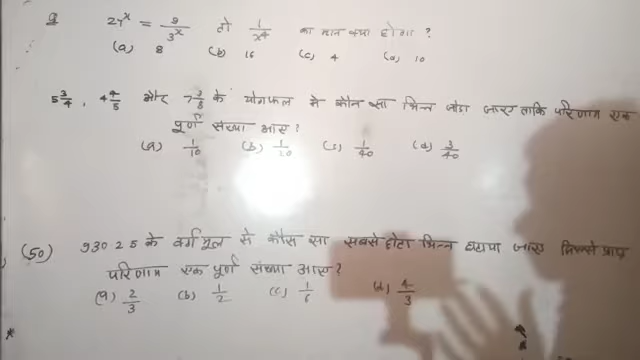 Q 27^x = 9/3^x तो 1/x^4 का मान क्या होगा ?
(a) 8 (b) 16 (c) 4 (d) 10
5 3/4 , 4 4/5 और 7 3/8 के योगफल मे कौन सा भिन्न जोड़ा जाए ताकि परिणाम एक
पूर्ण संख्या आए ?
(a) 1/10 (b) 1/20 (c) 1/40 (d) 3/40
(50) 93025 के वर्गमूल से कौन सा सबसे छोटा भिन्न घटाया जाए जिससे प्राप्त
परिणाम एक पूर्ण संख्या आए ?
(a) 2/3 (b) 1/2 (c) 1/6 (d) 4/3